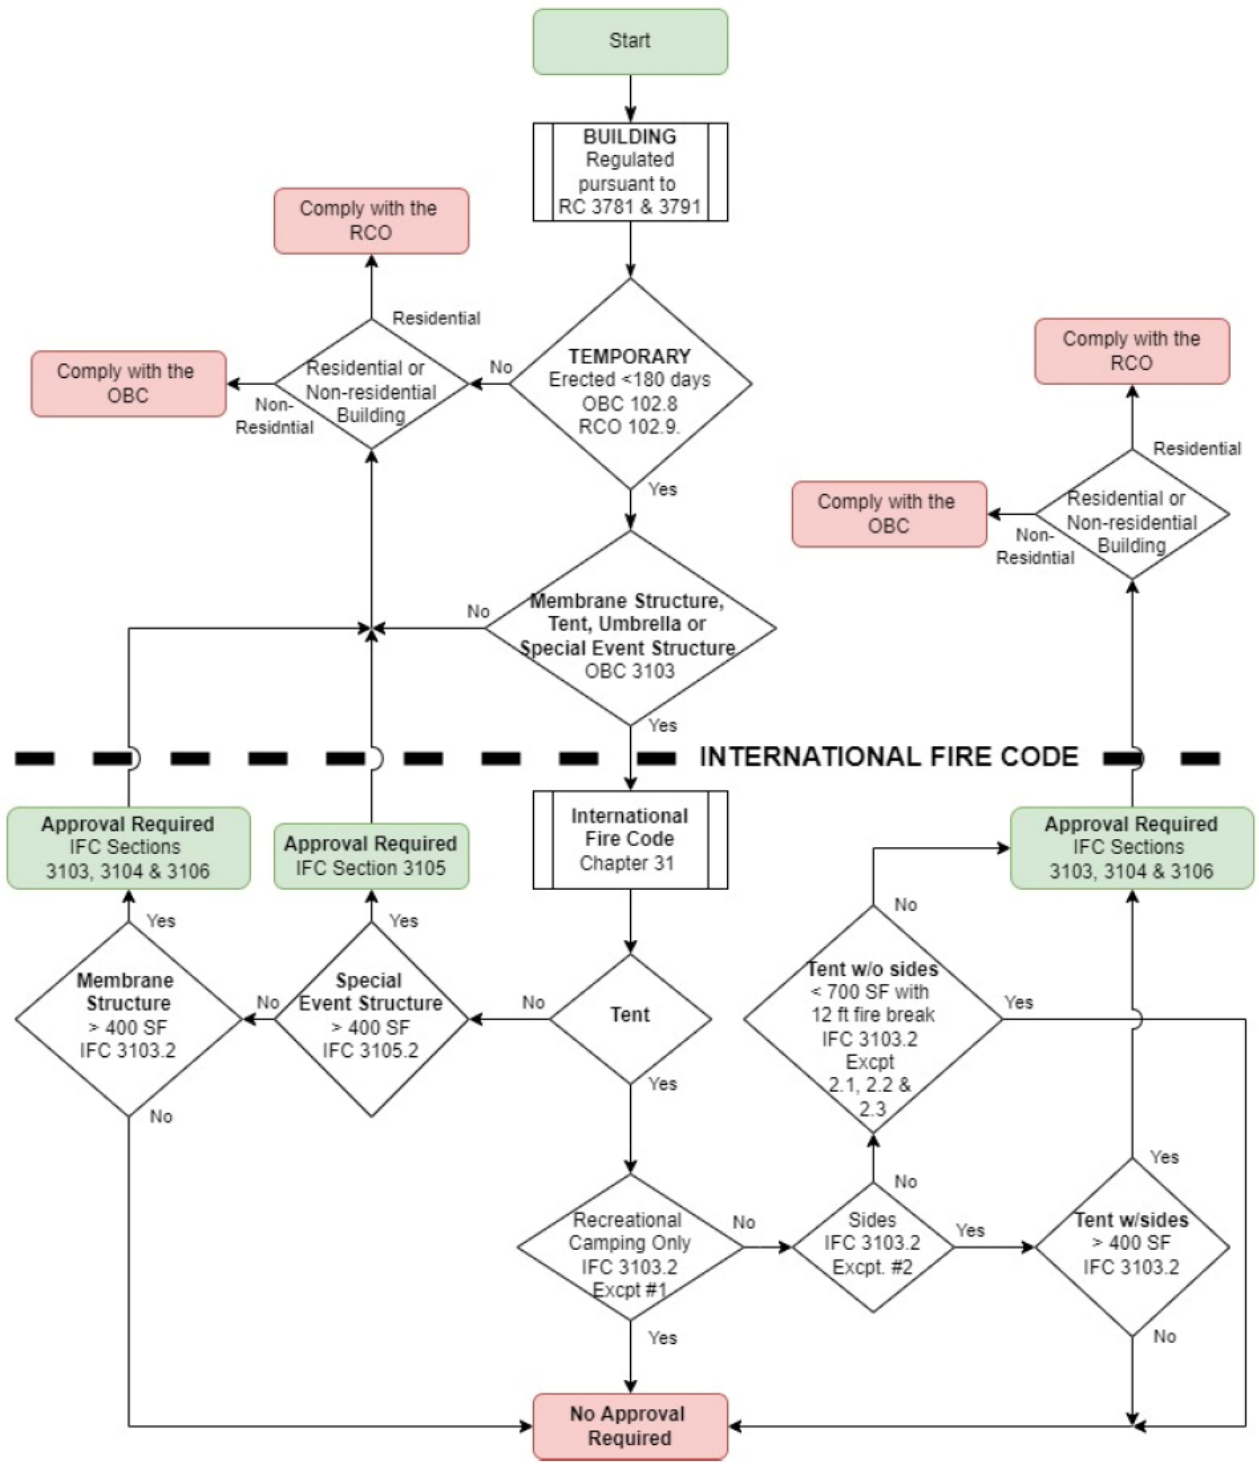 Start
BUILDING
Regulated
pursuant to
RC 3781 & 3791
Comply with the
RCO
Residential
No
Residential or
Non-residential
Building
Comply with the
OBC
Non-
Residntial
TEMPORARY
Erected <180 days
OBC 102.8
RCO 102.9.
Yes
Comply with the
RCO
Residential
Residential or
Non-residential
Building
Comply with the
OBC
Non-
Residntial
No
Membrane Structure,
Tent, Umbrella or
Special Event Structure
OBC 3103
Yes
INTERNATIONAL FIRE CODE
Approval Required
IFC Sections
3103, 3104 & 3106
Approval Required
IFC Section 3105
International
Fire Code
Chapter 31
Approval Required
IFC Sections
3103, 3104 & 3106
Yes
Yes
No
Membrane
Structure
> 400 SF
IFC 3103.2
No
Special
Event Structure
> 400 SF
IFC 3105.2
No
Tent
Tent w/o sides
< 700 SF with
12 ft fire break
IFC 3103.2
Excpt
2.1, 2.2 &
2.3
Yes
No
Yes
Recreational
Camping Only
IFC 3103.2
Excpt #1
No
No
Sides
IFC 3103.2
Excpt. #2
Yes
Yes
Tent w/sides
> 400 SF
IFC 3103.2
Yes
No
No Approval
Required